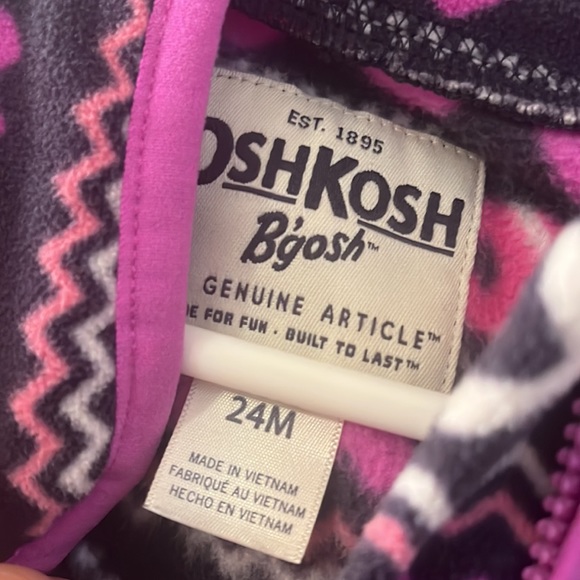 EST. 1895
OSHKOSH
B'gosh™
GENUINE ARTICLE™
FOR FUN · BUILT TO LAST™
24M
MADE IN VIETNAM
FABRIQUÉ AU VIETNAM
HECHO EN VIETNAM